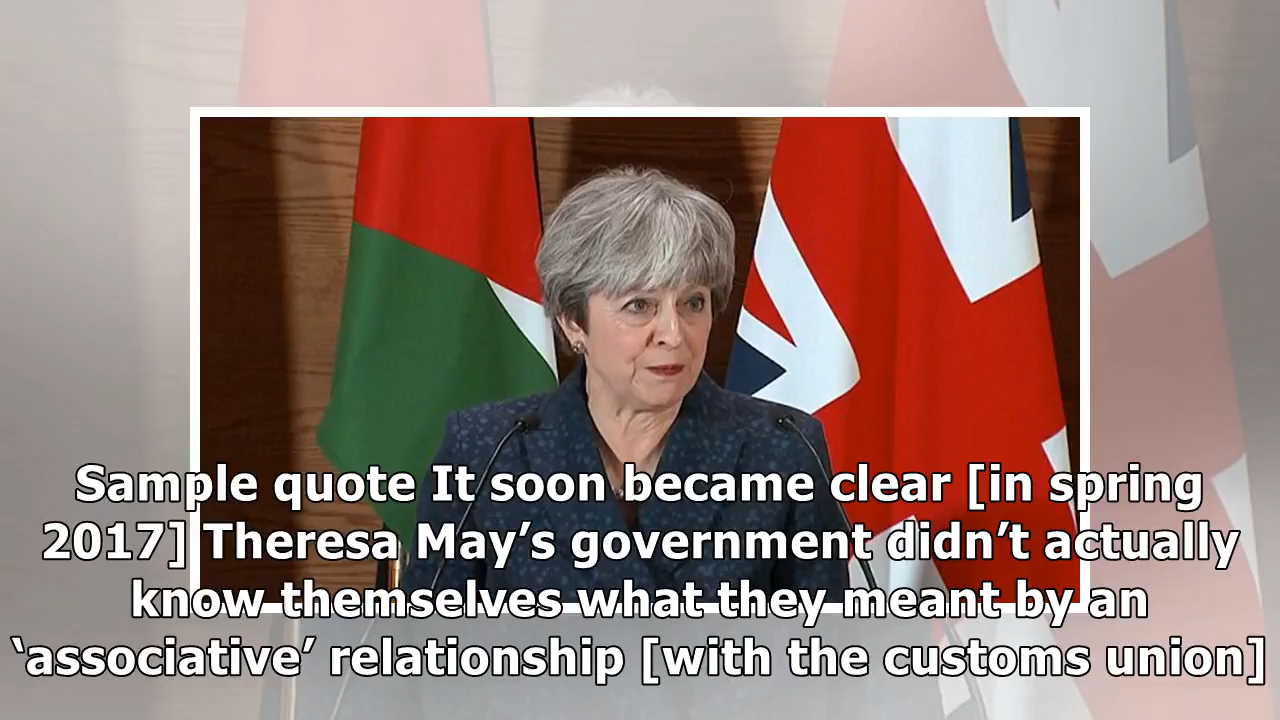 Sample quote It soon became clear [in spring
2017] Theresa May’s government didn’t actually
know themselves what they meant by an
‘associative’ relationship [with the customs union]